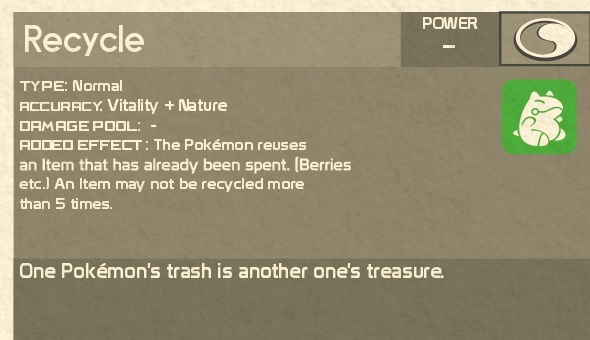 Recycle
POWER
–
TYPE: Normal
ACCURACY: Vitality + Nature
DAMAGE POOL: -
ADDED EFFECT: The Pokémon reuses
an Item that has already been spent. (Berries
etc.) An Item may not be recycled more
than 5 times.
One Pokémon's trash is another one's treasure.